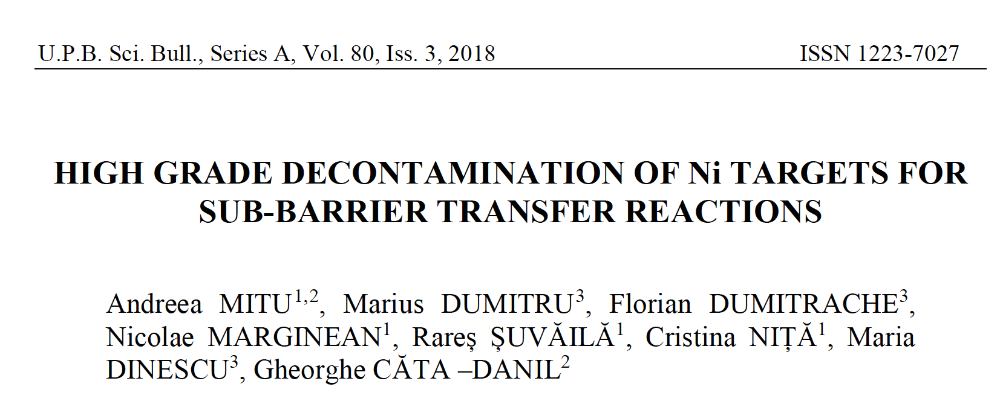 U.P.B. Sci. Bull., Series A, Vol. 80, Iss. 3, 2018 ISSN 1223-7027
HIGH GRADE DECONTAMINATION OF Ni TARGETS FOR
SUB-BARRIER TRANSFER REACTIONS
Andreea MITU1,2, Marius DUMITRU3, Florian DUMITRACHE3,
Nicolae MARGINEAN1, Rareș ȘUVĂILĂ1, Cristina NIȚĂ1, Maria
DINESCU3, Gheorghe CĂTA –DANIL2